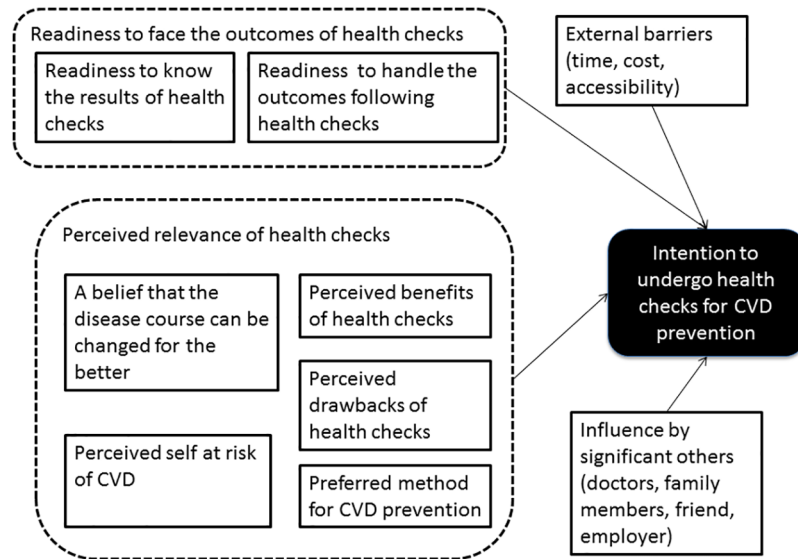 Readiness to face the outcomes of health checks
Readiness to know
the results of health
checks
Readiness to handle the
outcomes following
health checks
External barriers
(time, cost,
accessibility)
Perceived relevance of health checks
A belief that the
disease course can be
changed for the
better
Perceived benefits
of health checks
Perceived
drawbacks of
health checks
Perceived self at risk
of CVD
Preferred method
for CVD prevention
Intention to
undergo health
checks for CVD
prevention
Influence by
significant others
(doctors, family
members, friend,
employer)